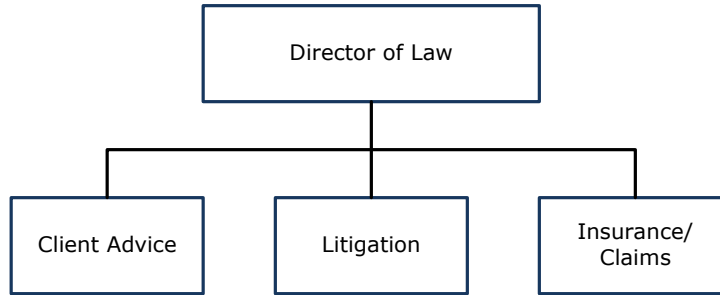 Director of Law
Client Advice
Litigation
Insurance/
Claims